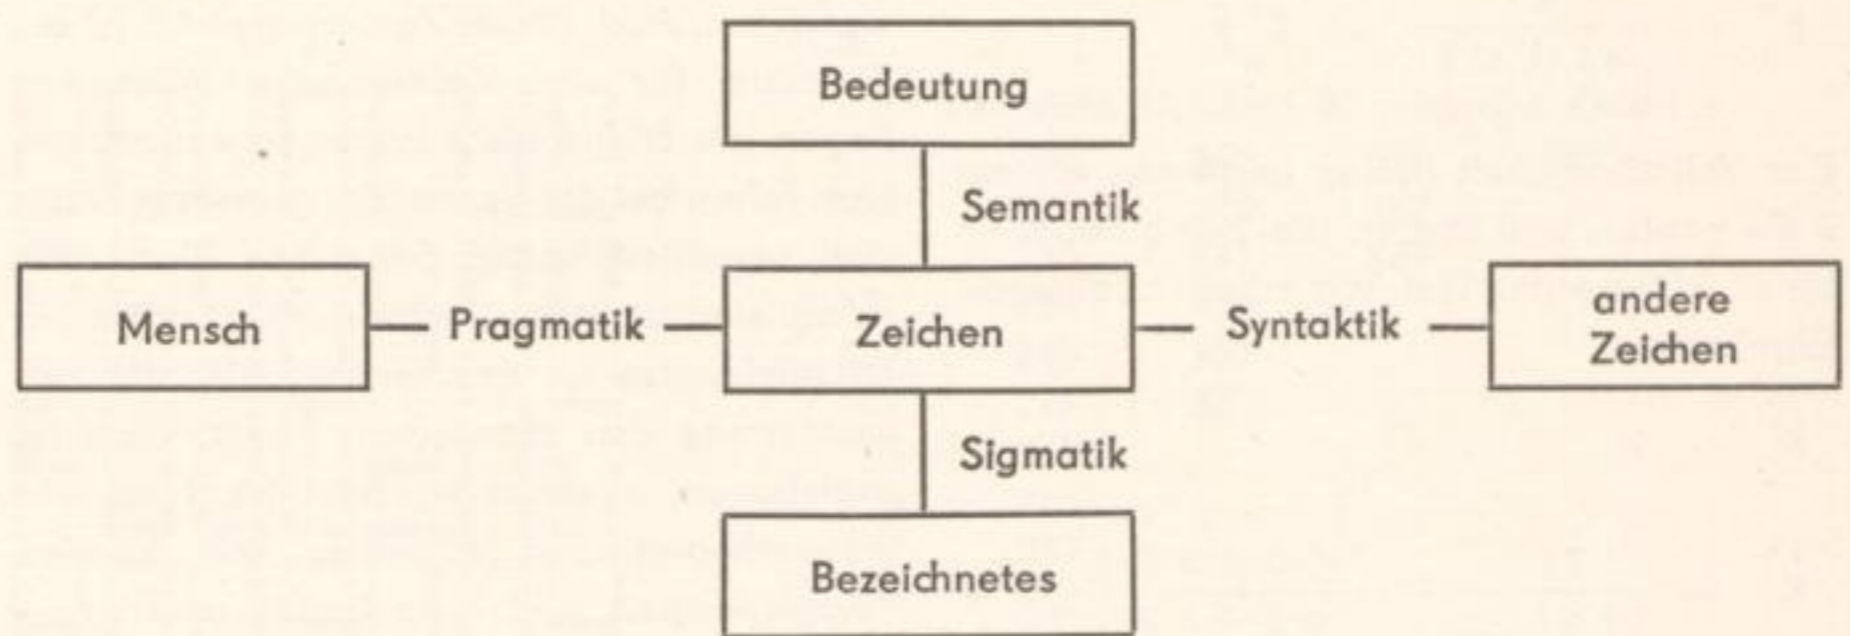 Bedeutung
Semantik
Mensch
Pragmatik
Zeichen
Syntaktik
andere
Zeichen
Sigmatik
Bezeichnetes